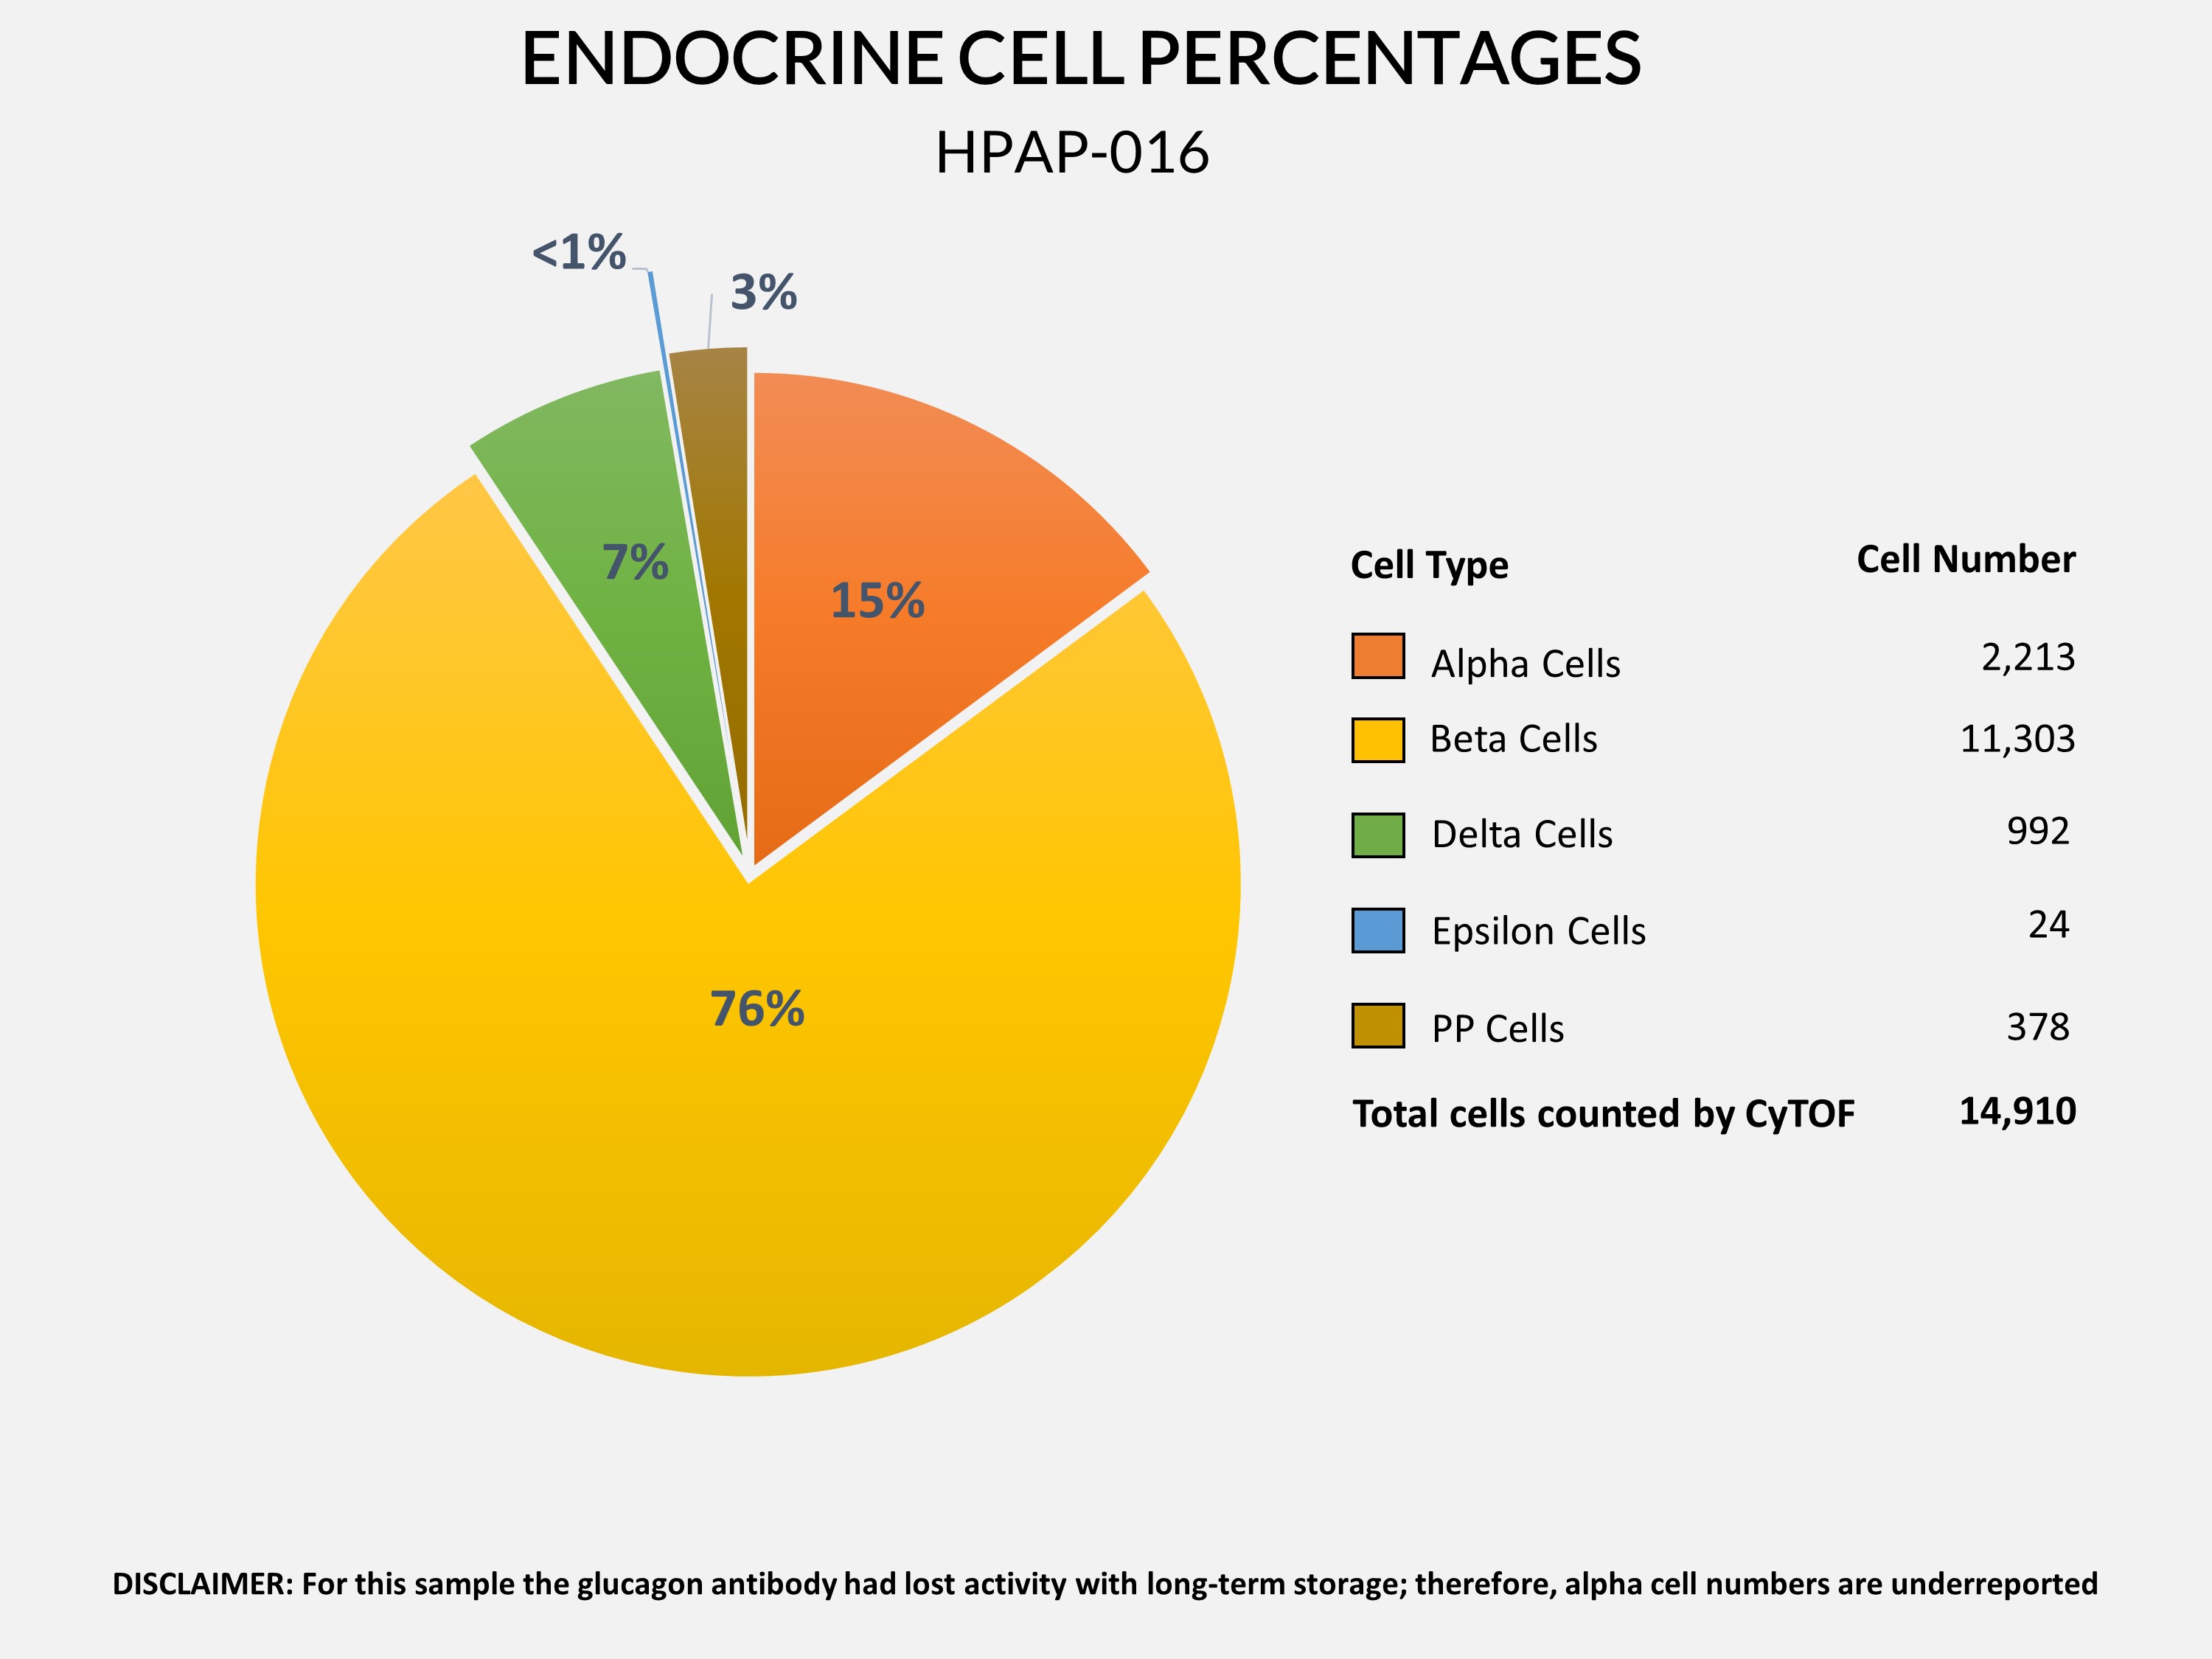 ENDOCRINE CELL PERCENTAGES
HPAP-016
<1%
3%
7%
15%
76%
Cell Type Cell Number
Alpha Cells 2,213
Beta Cells 11,303
Delta Cells 992
Epsilon Cells 24
PP Cells 378
Total cells counted by CyTOF 14,910
DISCLAIMER: For this sample the glucagon antibody had lost activity with long-term storage; therefore, alpha cell numbers are underreported